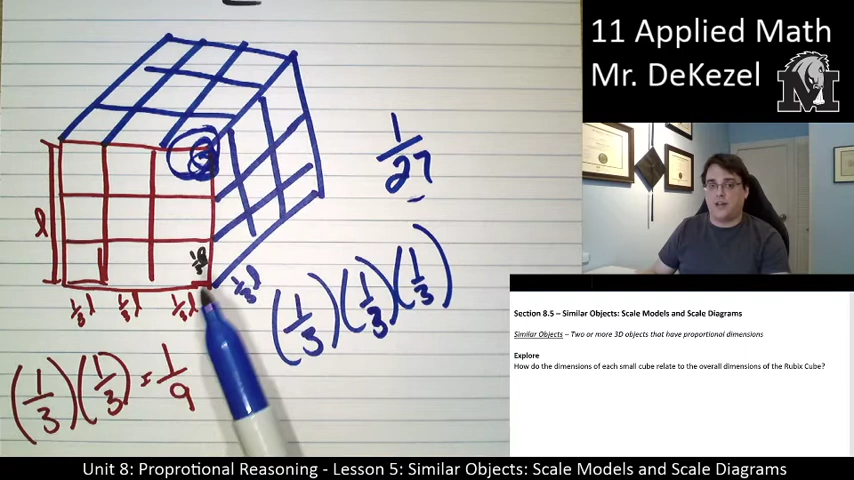 11 Applied Math
Mr. DeKezel
M
1/27
l
1/3
1/3 l
1/3 l
1/3 l
1/3 l
(1/3)(1/3)(1/3)
(1/3)(1/3) = 1/9
Section 8.5 – Similar Objects: Scale Models and Scale Diagrams
Similar Objects – Two or more 3D objects that have proportional dimensions
Explore
How do the dimensions of each small cube relate to the overall dimensions of the Rubix Cube?
Unit 8: Proprotional Reasoning - Lesson 5: Similar Objects: Scale Models and Scale Diagrams